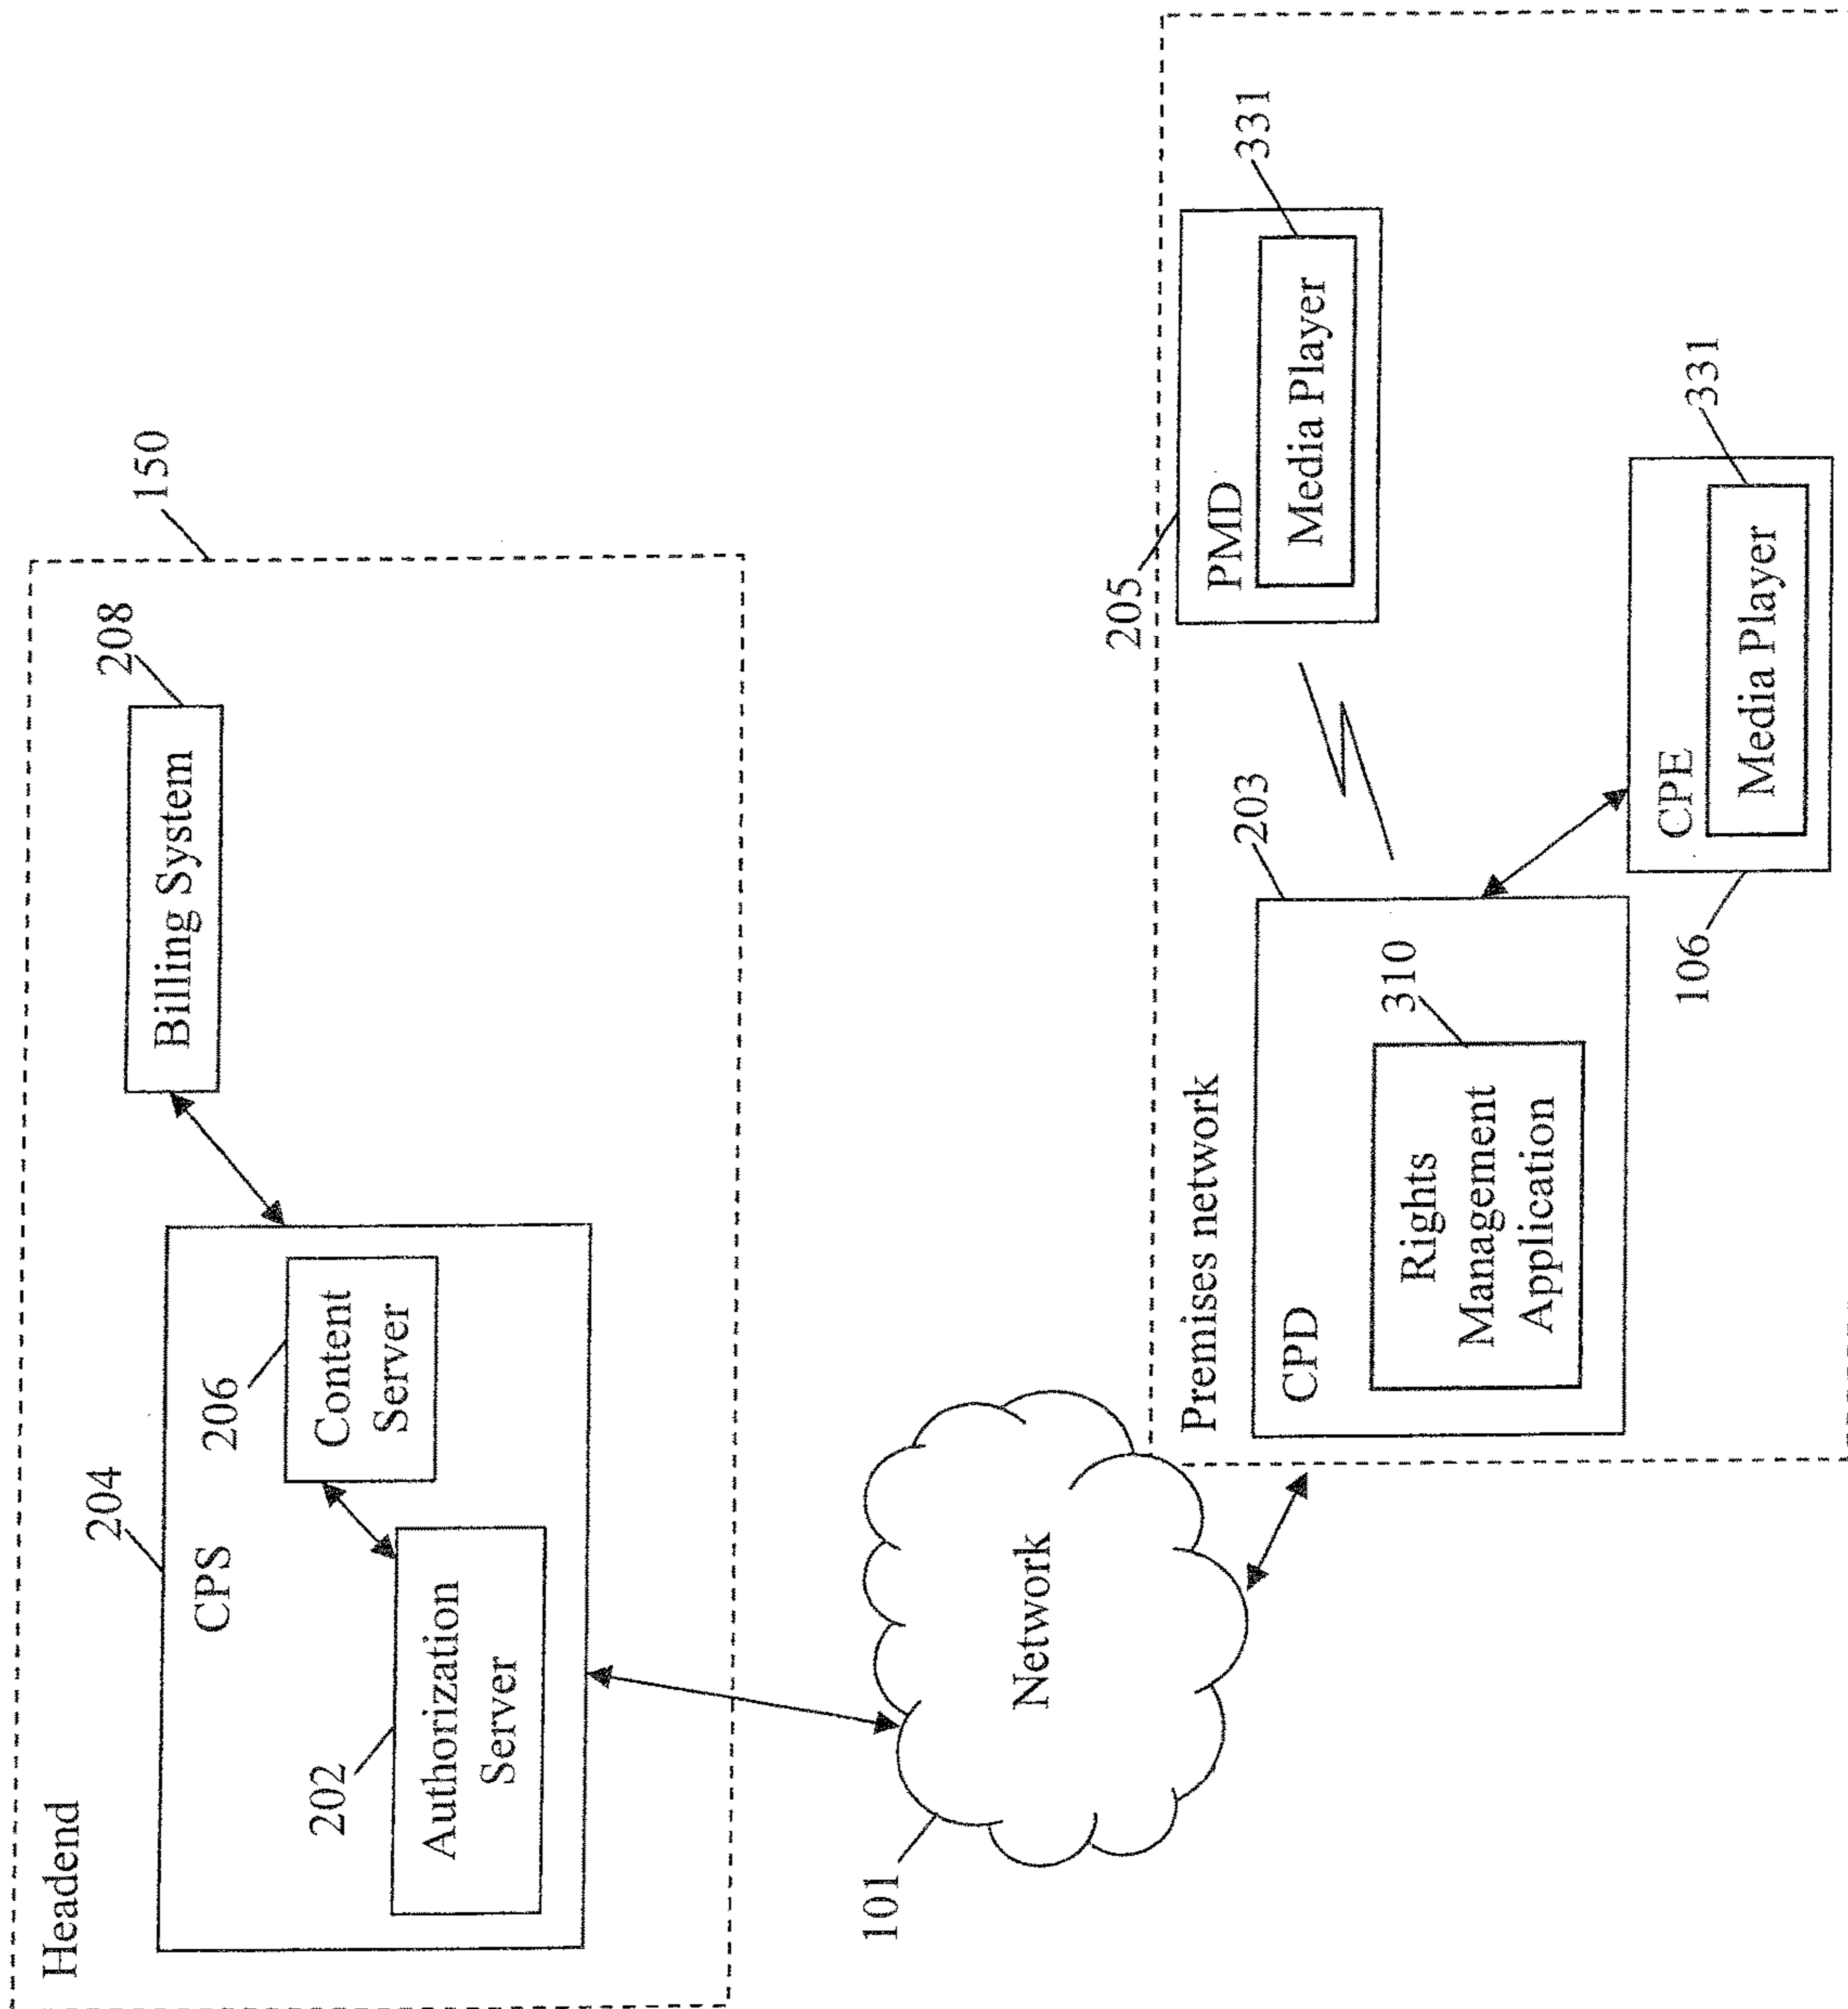 Headend
150
204
CPS
206
Content
Server
202
Authorization
Server
208
Billing System
101
Network
Premises network
203
CPD
310
Rights
Management
Application
205
PMD
331
Media Player
106
CPE
331
Media Player